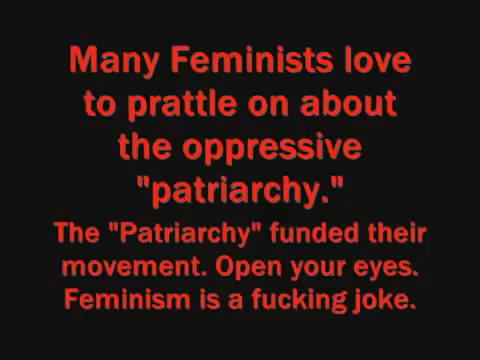 Many Feminists love
to prattle on about
the oppressive
"patriarchy."
The "Patriarchy" funded their
movement. Open your eyes.
Feminism is a fucking joke.